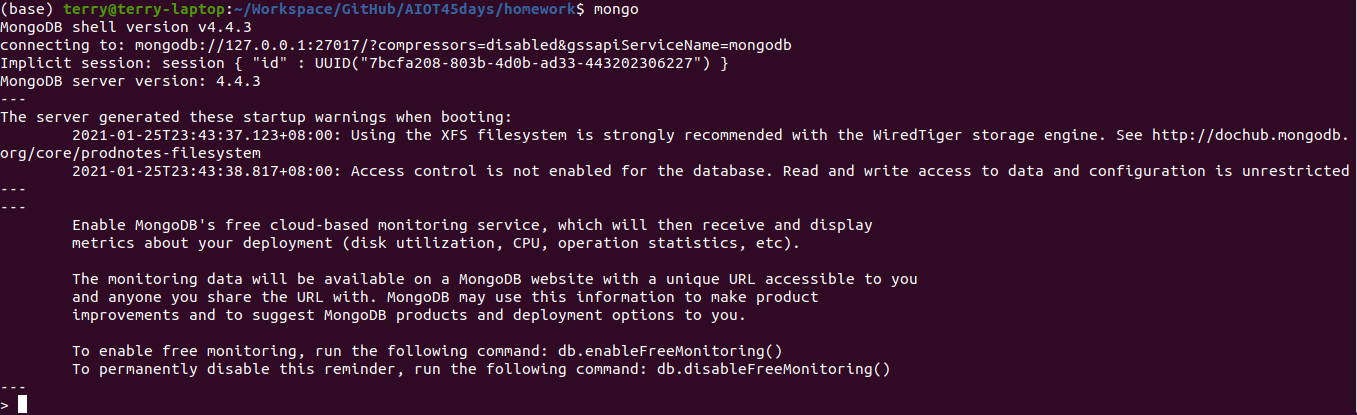 (base) terry@terry-laptop:~/Workspace/GitHub/AIOT45days/homework$ mongo
MongoDB shell version v4.4.3
connecting to: mongodb://127.0.0.1:27017/?compressors=disabled&gssapiServiceName=mongodb
Implicit session: session { "id" : UUID("7bcfa208-803b-4d0b-ad33-443202306227") }
MongoDB server version: 4.4.3
---
The server generated these startup warnings when booting:
        2021-01-25T23:43:37.123+08:00: Using the XFS filesystem is strongly recommended with the WiredTiger storage engine. See http://dochub.mongodb.
org/core/prodnotes-filesystem
        2021-01-25T23:43:38.817+08:00: Access control is not enabled for the database. Read and write access to data and configuration is unrestricted
---
---
        Enable MongoDB's free cloud-based monitoring service, which will then receive and display
        metrics about your deployment (disk utilization, CPU, operation statistics, etc).

        The monitoring data will be available on a MongoDB website with a unique URL accessible to you
        and anyone you share the URL with. MongoDB may use this information to make product
        improvements and to suggest MongoDB products and deployment options to you.

        To enable free monitoring, run the following command: db.enableFreeMonitoring()
        To permanently disable this reminder, run the following command: db.disableFreeMonitoring()
---
>